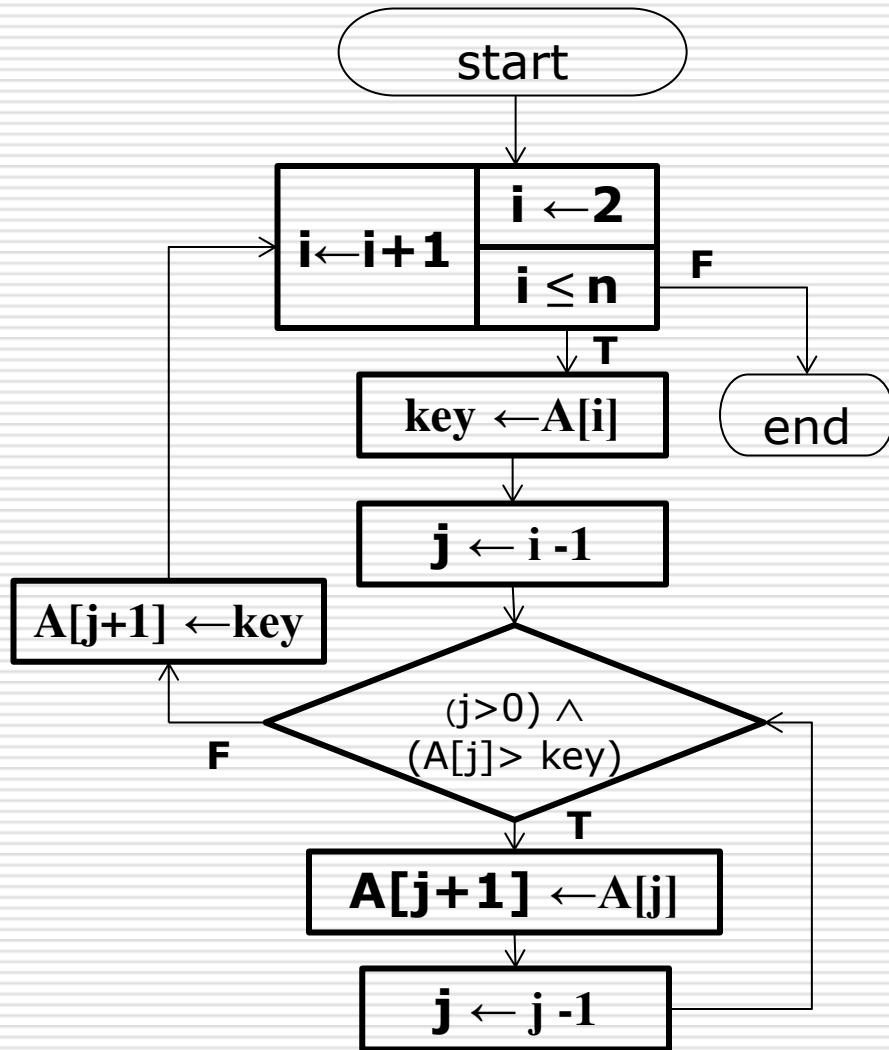 start
i←i+1
i ←2
i ≤ n
F
T
key ←A[i]
end
j ← i -1
A[j+1] ←key
(j>0) ∧
(A[j]> key)
F
T
A[j+1] ←A[j]
j ← j -1